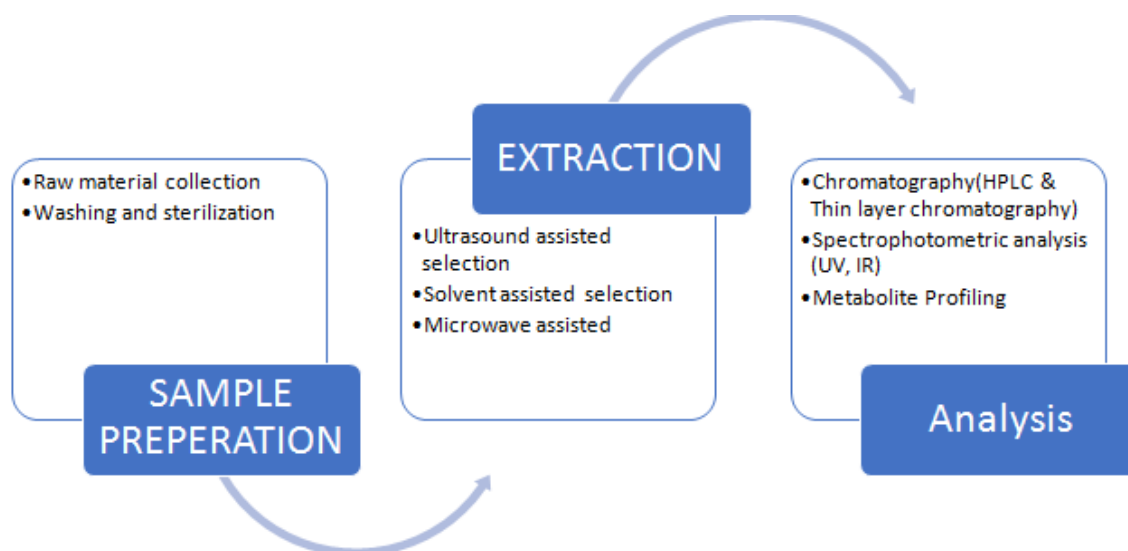 •Raw material collection
•Washing and sterilization
SAMPLE
PREPERATION
EXTRACTION
•Ultrasound assisted
selection
•Solvent assisted selection
•Microwave assisted
•Chromatography(HPLC &
Thin layer chromatography)
•Spectrophotometric analysis
(UV, IR)
•Metabolite Profiling
Analysis